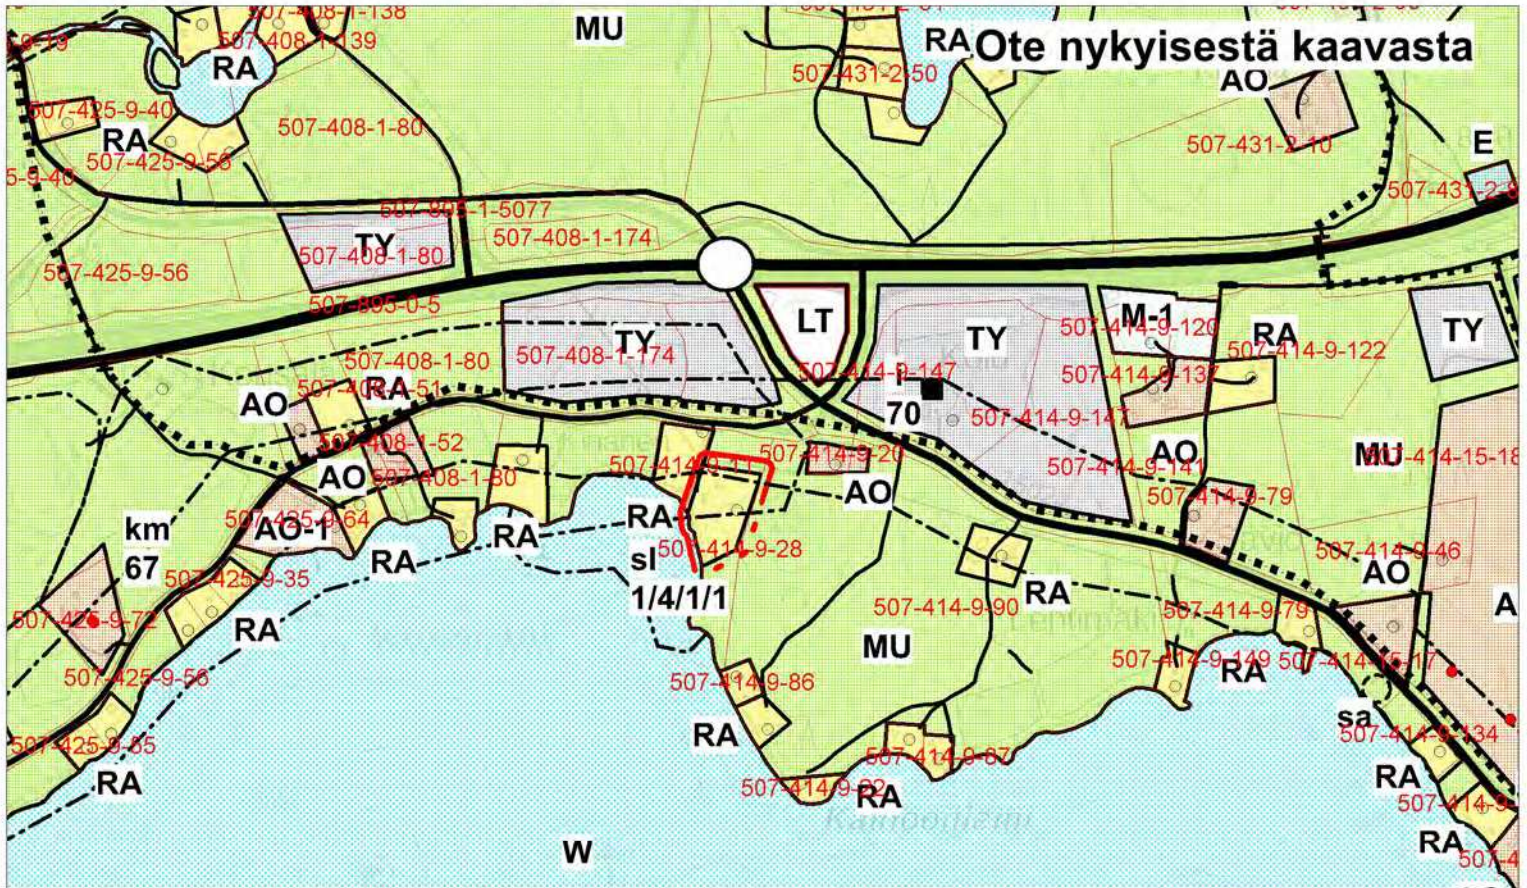 507-408-1-138
507-408-1-139
RA
MU
RA
Ote nykyisestä kaavasta
507-431-2-50
AO
507-425-9-40
RA
507-408-1-80
507-425-9-56
507-431-2-10
E
507-895-1-5077
507-408-1-174
TY
507-408-1-80
507-425-9-56
507-895-0-5
LT
M-1
507-414-9-120
RA
TY
TY
507-408-1-174
TY
507-408-1-80
507-414-9-122
507-414-9-147
507-414-9-137
RA
AO
70
507-414-9-147
507-408-1-52
507-414-9-20
507-414-9-141
AO
MU
507-408-1-80
AO
AO
507-414-9-79
RA
km
67
507-425-9-64
AO-1
RA
RA
sl
1/4/1/1
507-414-9-28
507-414-9-46
AO
507-425-9-35
RA
507-414-9-90
507-414-9-79
A
507-425-9-72
RA
MU
507-414-9-149
507-414-15-17
RA
507-425-9-56
507-414-9-86
RA
sa
507-414-9-134
507-425-9-85
RA
507-414-9-87
RA
RA
RA
W